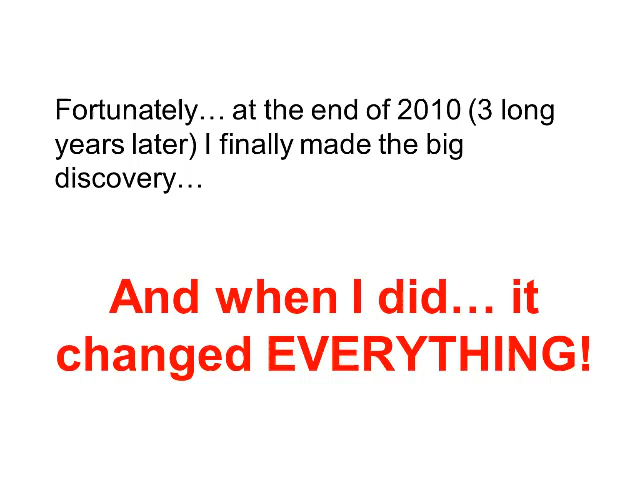 Fortunately… at the end of 2010 (3 long
years later) I finally made the big
discovery…
And when I did… it
changed EVERYTHING!